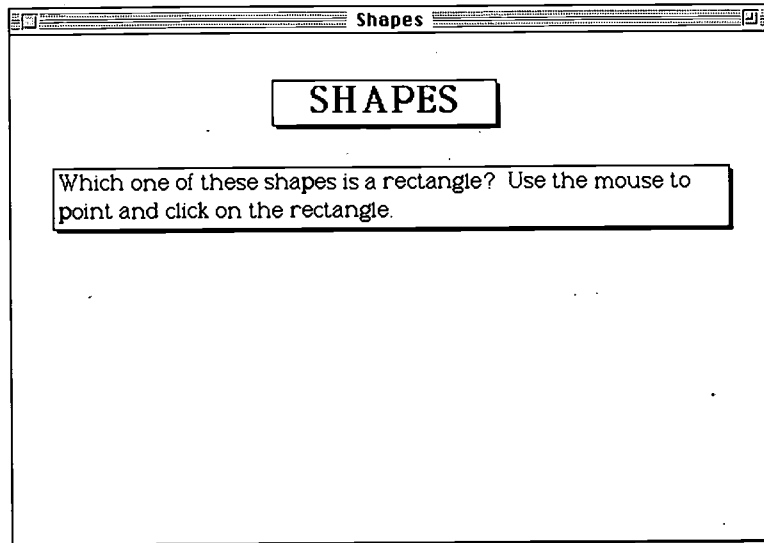 Shapes
SHAPES
Which one of these shapes is a rectangle? Use the mouse to
point and click on the rectangle.